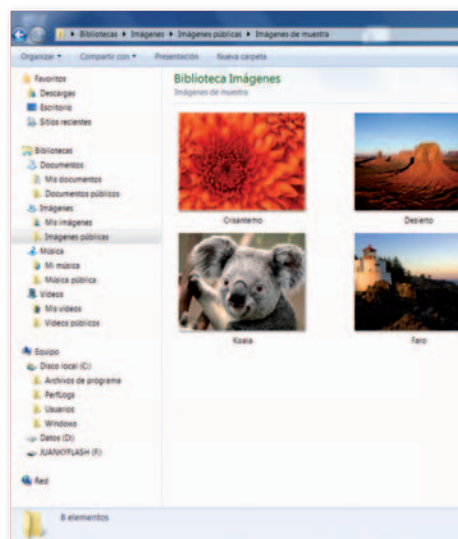 Bibliotecas ▸ Imágenes ▸ Imágenes públicas ▸ Imágenes de muestra
Organizar Compartir con Presentación Nueva carpeta
Favoritos
Descargas
Escritorio
Sitios recientes
Bibliotecas
Documentos
Mis documentos
Documentos públicos
Imágenes
Mis imágenes
Imágenes públicas
Música
Mi música
Música pública
Vídeos
Mis vídeos
Vídeos públicos
Equipo
Disco local (C)
Archivos de programa
PerfLogs
Usuarios
Windows
Datos (D)
JUANKYFLASH (F)
Red
Biblioteca Imágenes
Imágenes de muestra
Crisantemo Desierto
Koala Faro
8 elementos